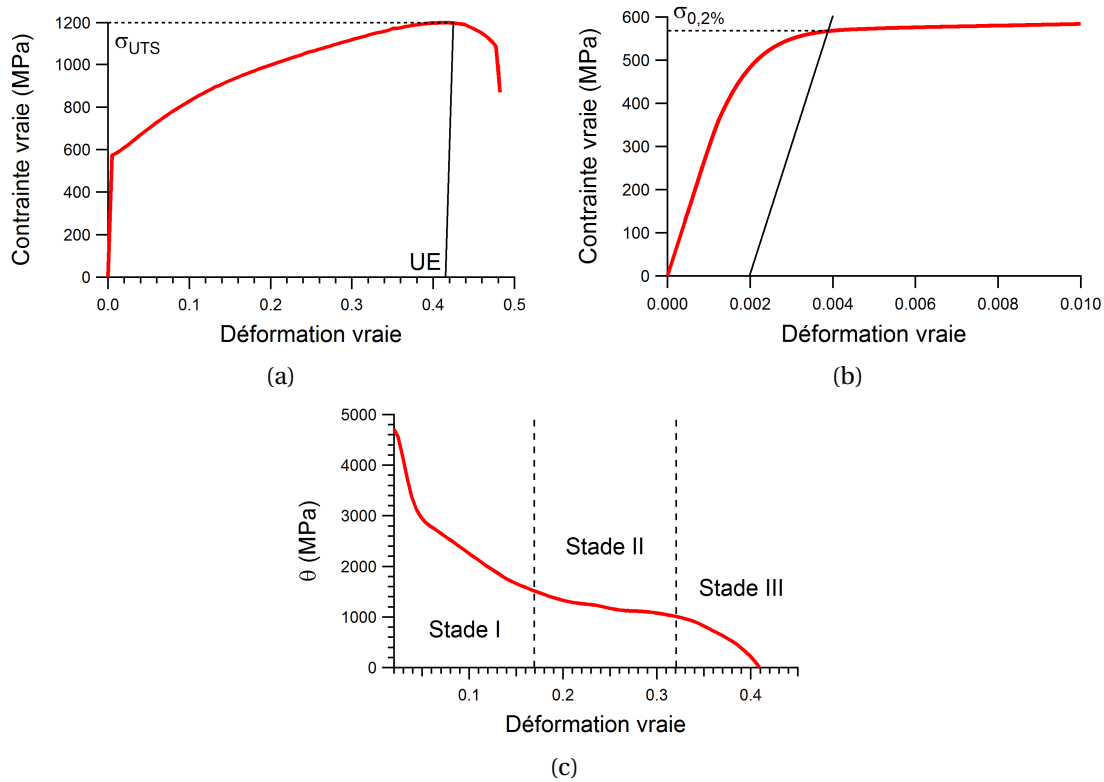 1200
1000
800
600
400
200
0
Contrainte vraie (MPa)
σUTS
UE
0.0 0.1 0.2 0.3 0.4 0.5
Déformation vraie
(a)
600
500
400
300
200
100
0
Contrainte vraie (MPa)
σ0,2%
0.000 0.002 0.004 0.006 0.008 0.010
Déformation vraie
(b)
5000
4000
3000
2000
1000
0
θ (MPa)
Stade I
Stade II
Stade III
0.1 0.2 0.3 0.4
Déformation vraie
(c)